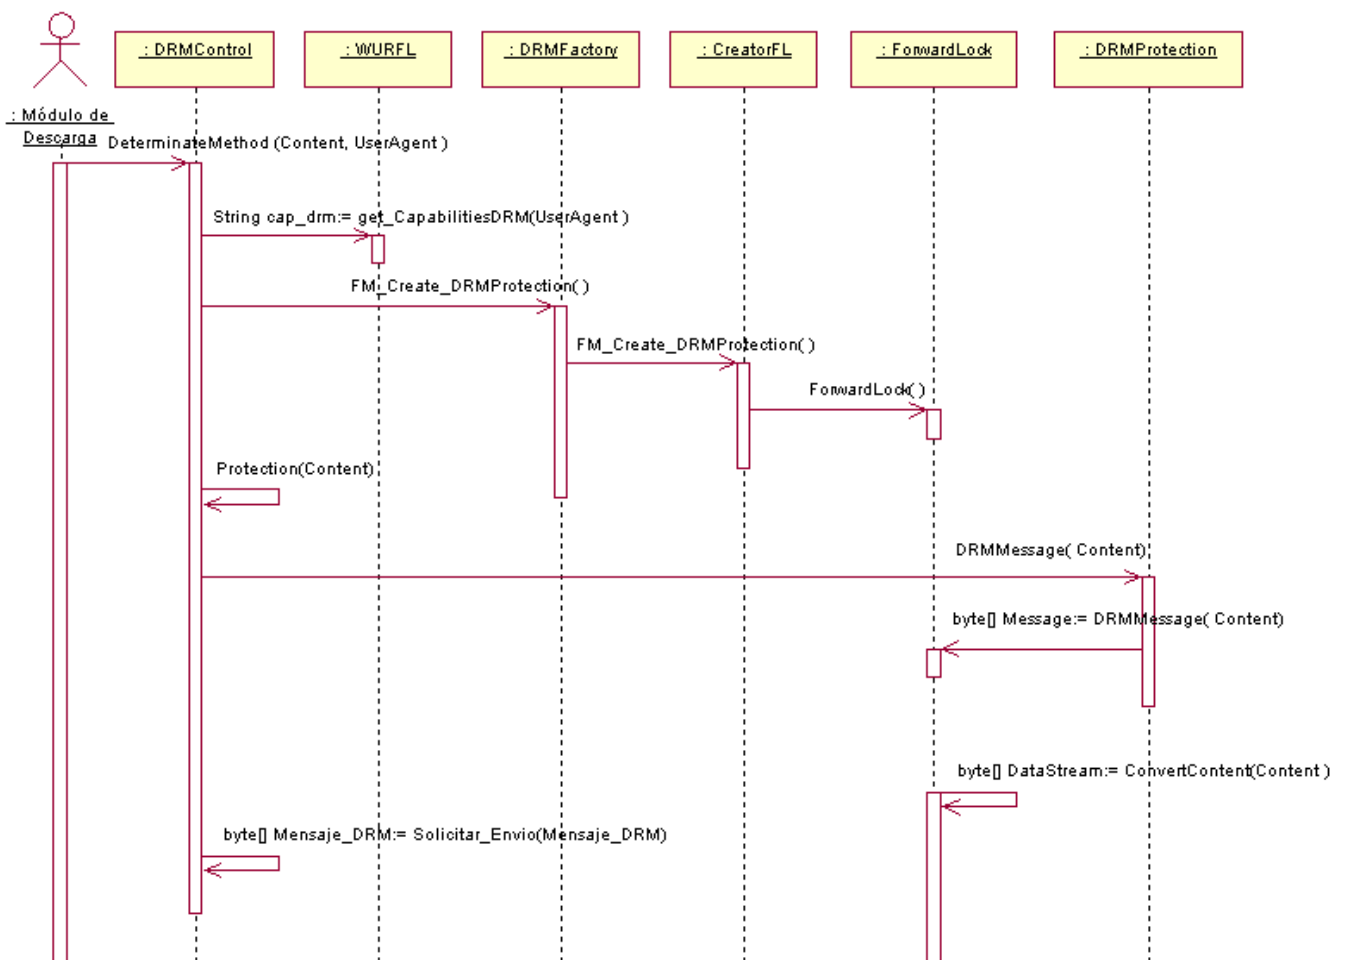 : DRMControl
: WURFL
: DRMFactory
: CreatorFL
: ForwardLock
: DRMProtection
: Módulo de
Descarga
DeterminateMethod (Content, UserAgent )
String cap_drm:= get_CapabilitiesDRM(UserAgent )
FM_Create_DRMProtection( )
FM_Create_DRMProtection( )
ForwardLock( )
Protection(Content)
DRMMessage( Content)
byte[] Message:= DRMMessage( Content)
byte[] DataStream:= ConvertContent(Content )
byte[] Mensaje_DRM:= Solicitar_Envio(Mensaje_DRM)